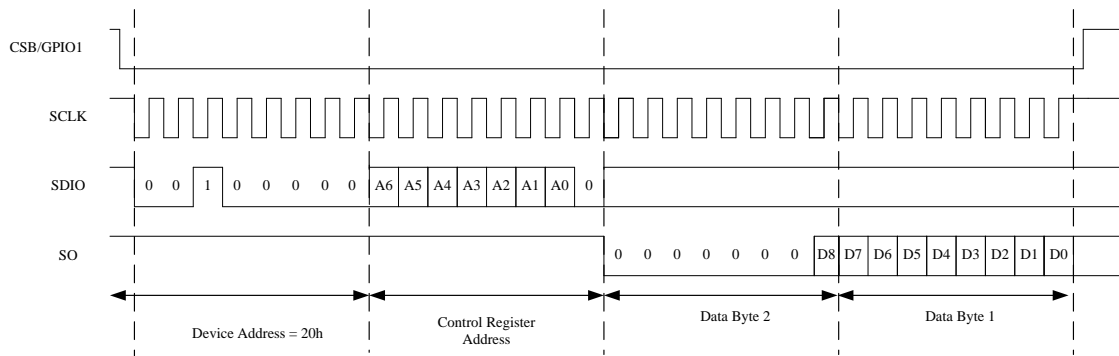 CSB/GPIO1
SCLK
SDIO 0 0 1 0 0 0 0 0 A6 A5 A4 A3 A2 A1 A0 0
SO 0 0 0 0 0 0 0 D8 D7 D6 D5 D4 D3 D2 D1 D0
Device Address = 20h
Control Register
Address
Data Byte 2
Data Byte 1